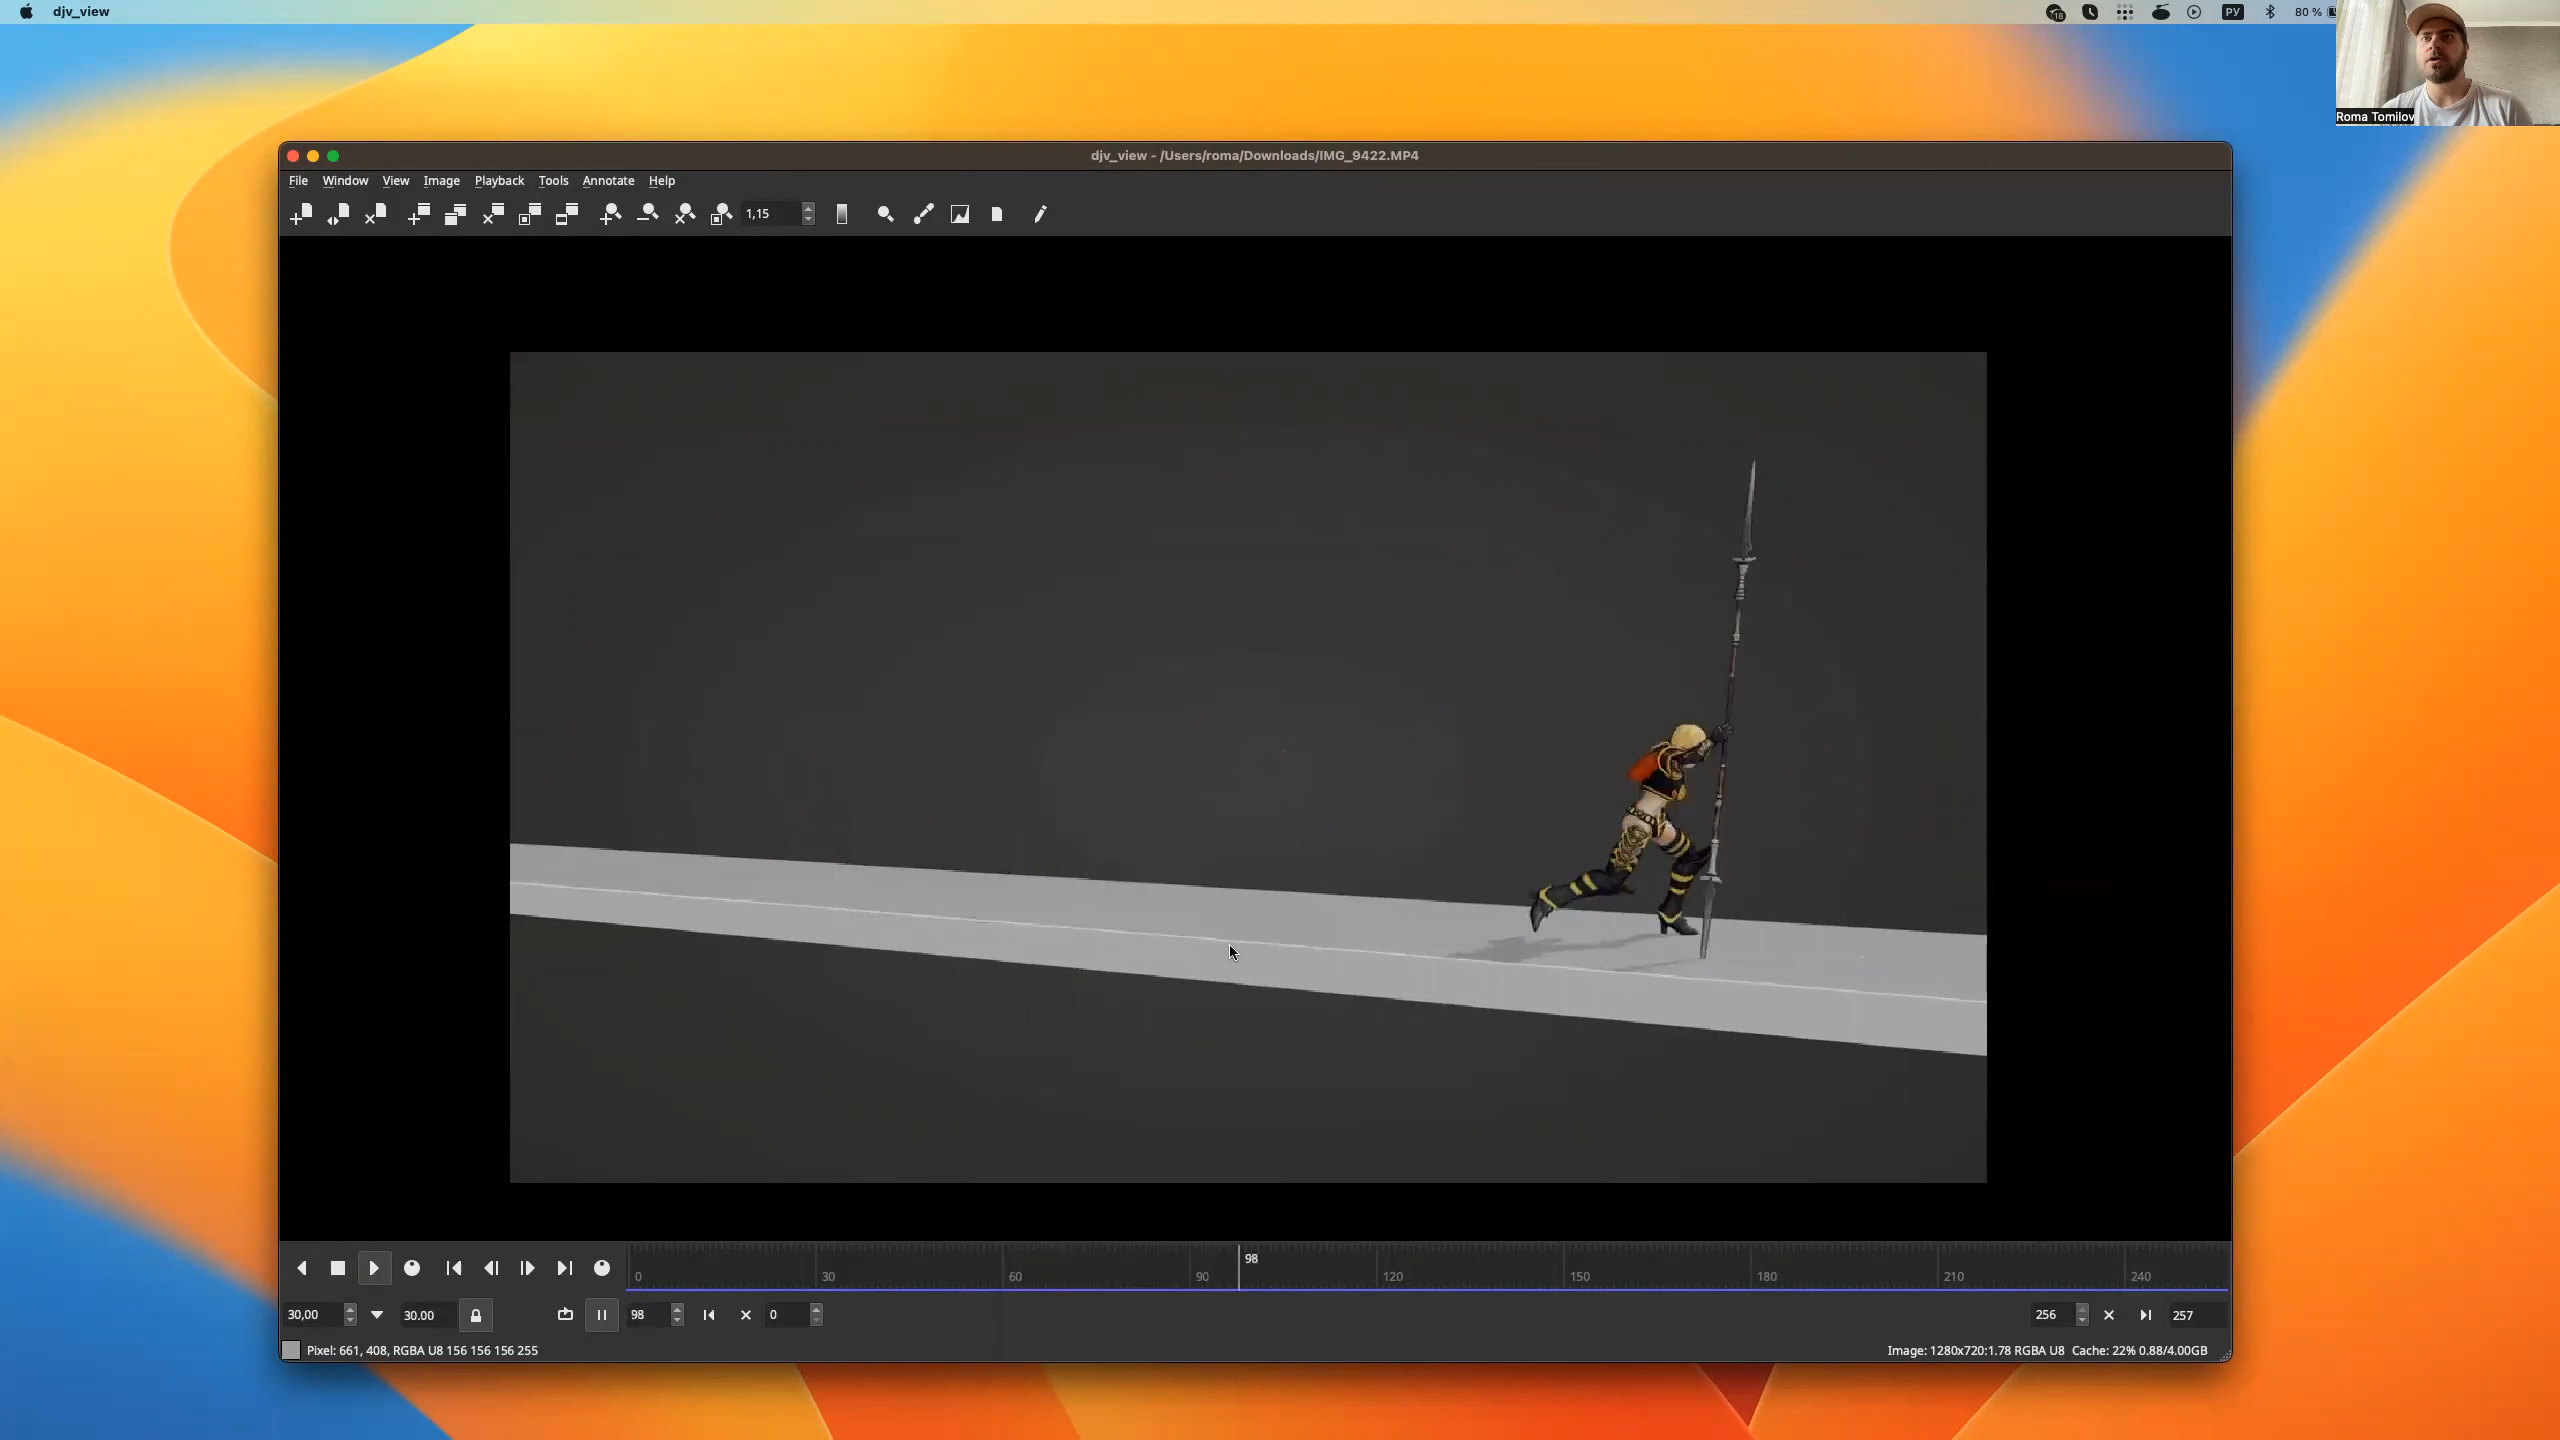 djv_view
18
РУ
80 %
Roma Tomilov
djv_view - /Users/roma/Downloads/IMG_9422.MP4
File Window View Image Playback Tools Annotate Help
1,15
98
0 30 60 90 120 150 180 210 240
30,00 30.00 98 0 256 257
Pixel: 661, 408, RGBA U8 156 156 156 255
Image: 1280x720:1.78 RGBA U8 Cache: 22% 0.88/4.00GB